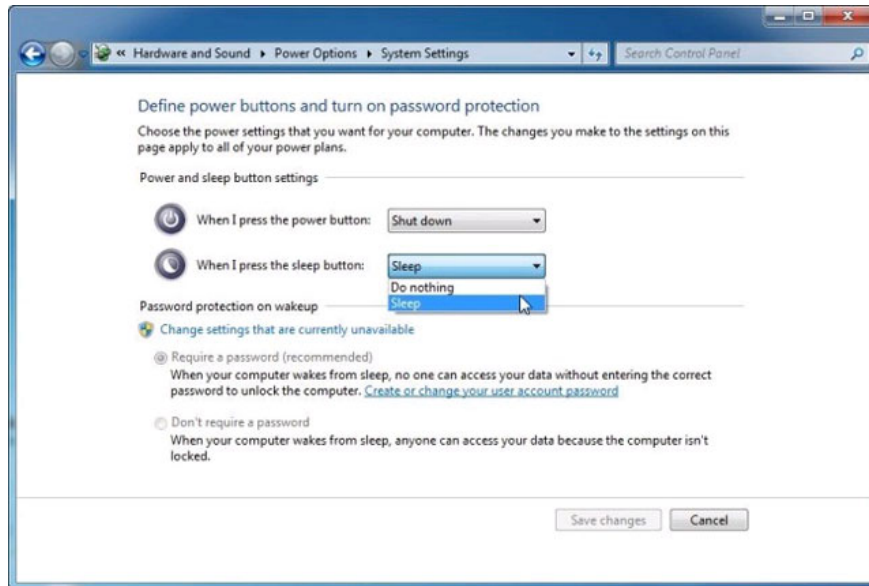 « Hardware and Sound ▸ Power Options ▸ System Settings
Search Control Panel
Define power buttons and turn on password protection
Choose the power settings that you want for your computer. The changes you make to the settings on this
page apply to all of your power plans.
Power and sleep button settings
When I press the power button: Shut down
When I press the sleep button: Sleep
Do nothing
Sleep
Password protection on wakeup
Change settings that are currently unavailable
Require a password (recommended)
When your computer wakes from sleep, no one can access your data without entering the correct
password to unlock the computer. Create or change your user account password
Don't require a password
When your computer wakes from sleep, anyone can access your data because the computer isn't
locked.
Save changes Cancel